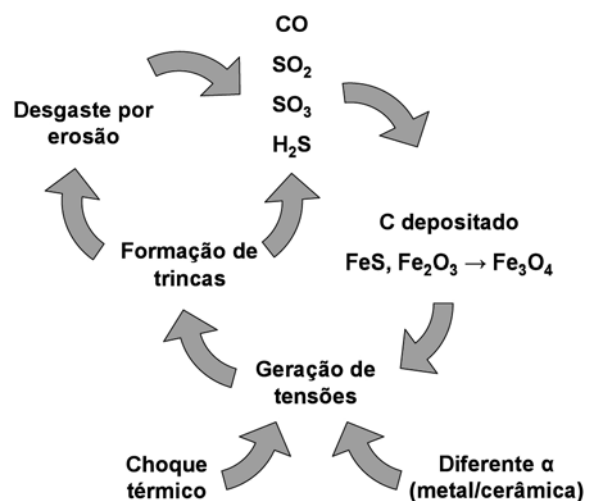 CO
SO₂
SO₃
H₂S
Desgaste por
erosão
C depositado
FeS, Fe₂O₃ → Fe₃O₄
Formação de
trincas
Geração de
tensões
Choque
térmico
Diferente α
(metal/cerâmica)